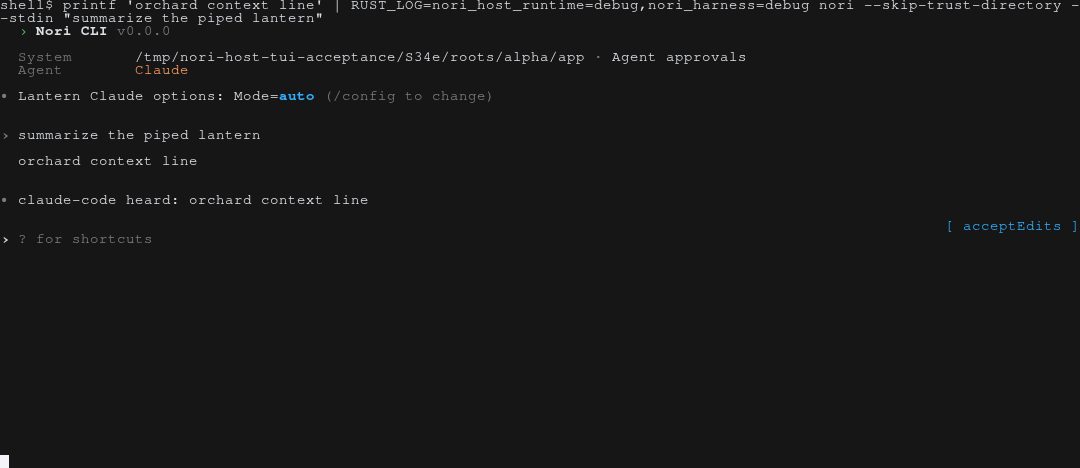 shell$ printf 'orchard context line' | RUST_LOG=nori_host_runtime=debug,nori_harness=debug nori --skip-trust-directory -
-stdin "summarize the piped lantern"
› Nori CLI v0.0.0
System /tmp/nori-host-tui-acceptance/S34e/roots/alpha/app · Agent approvals
Agent Claude
• Lantern Claude options: Mode=auto (/config to change)
› summarize the piped lantern
orchard context line
• claude-code heard: orchard context line
[ acceptEdits ]
› ? for shortcuts